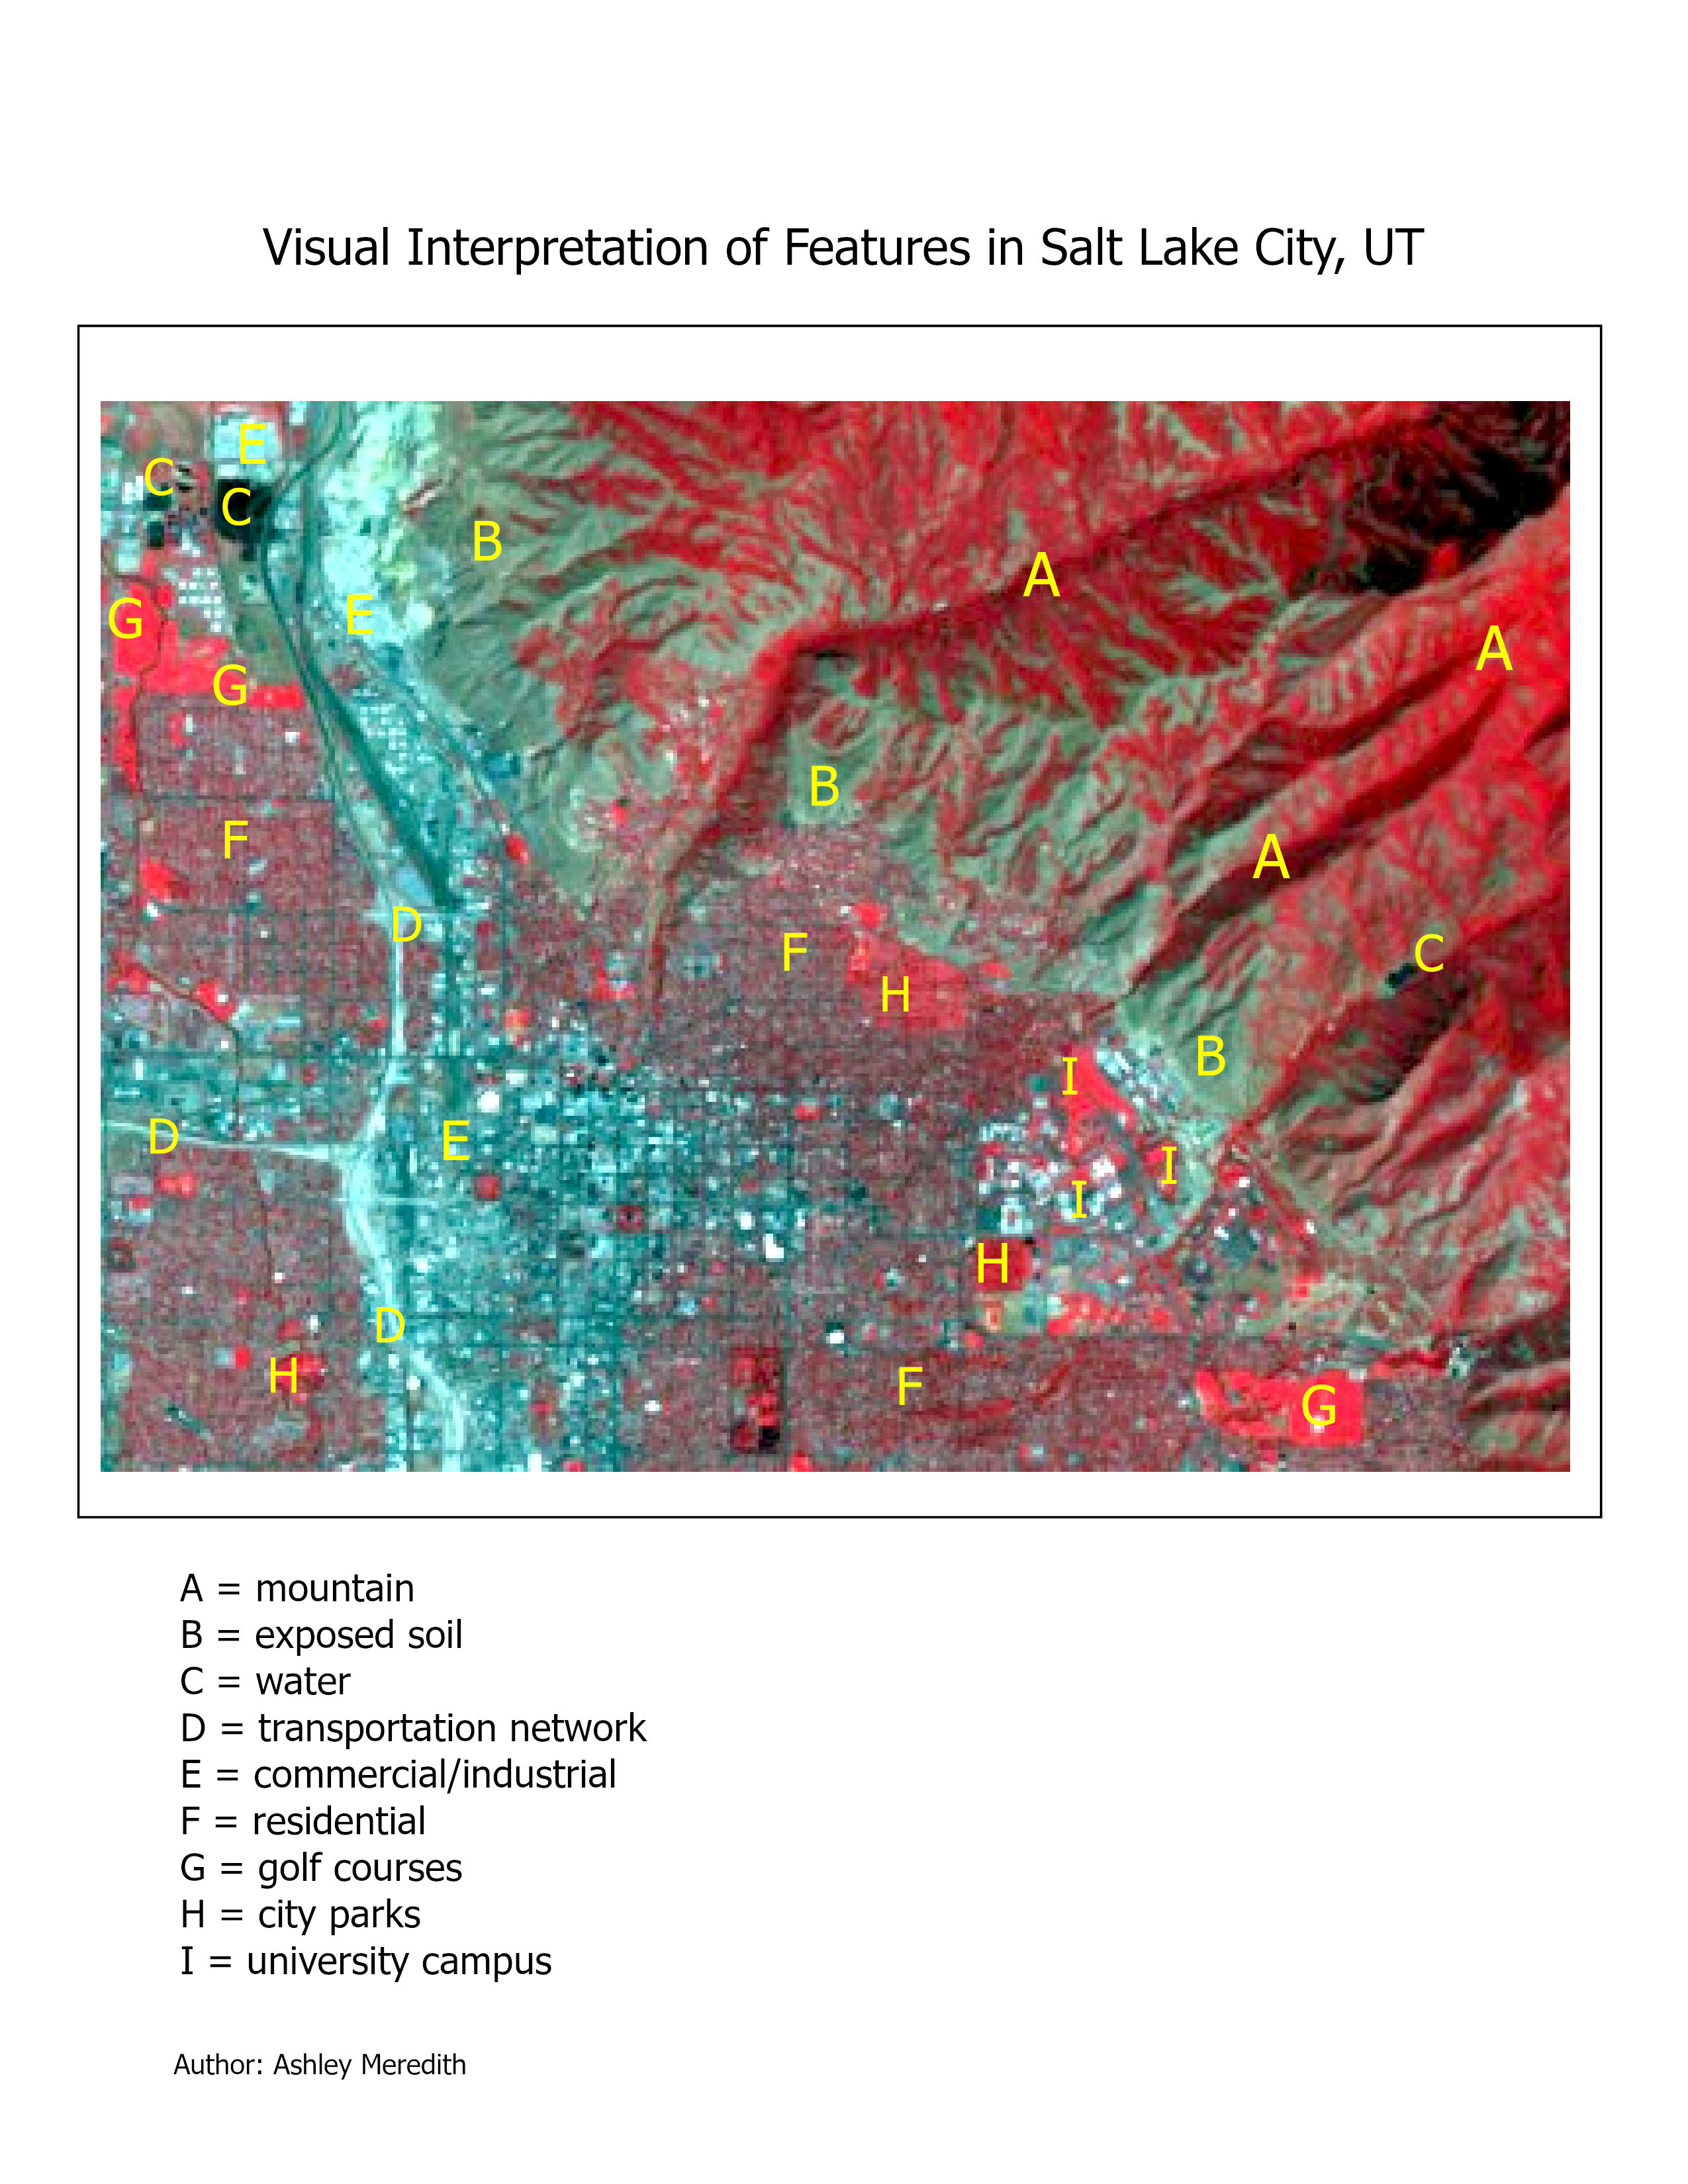 Visual Interpretation of Features in Salt Lake City, UT
E
C
C
B
A
E
G
A
G
B
F
A
D
F
C
H
B
I
D
E
I
I
H
D
H
F
G
A = mountain
B = exposed soil
C = water
D = transportation network
E = commercial/industrial
F = residential
G = golf courses
H = city parks
I = university campus
Author: Ashley Meredith